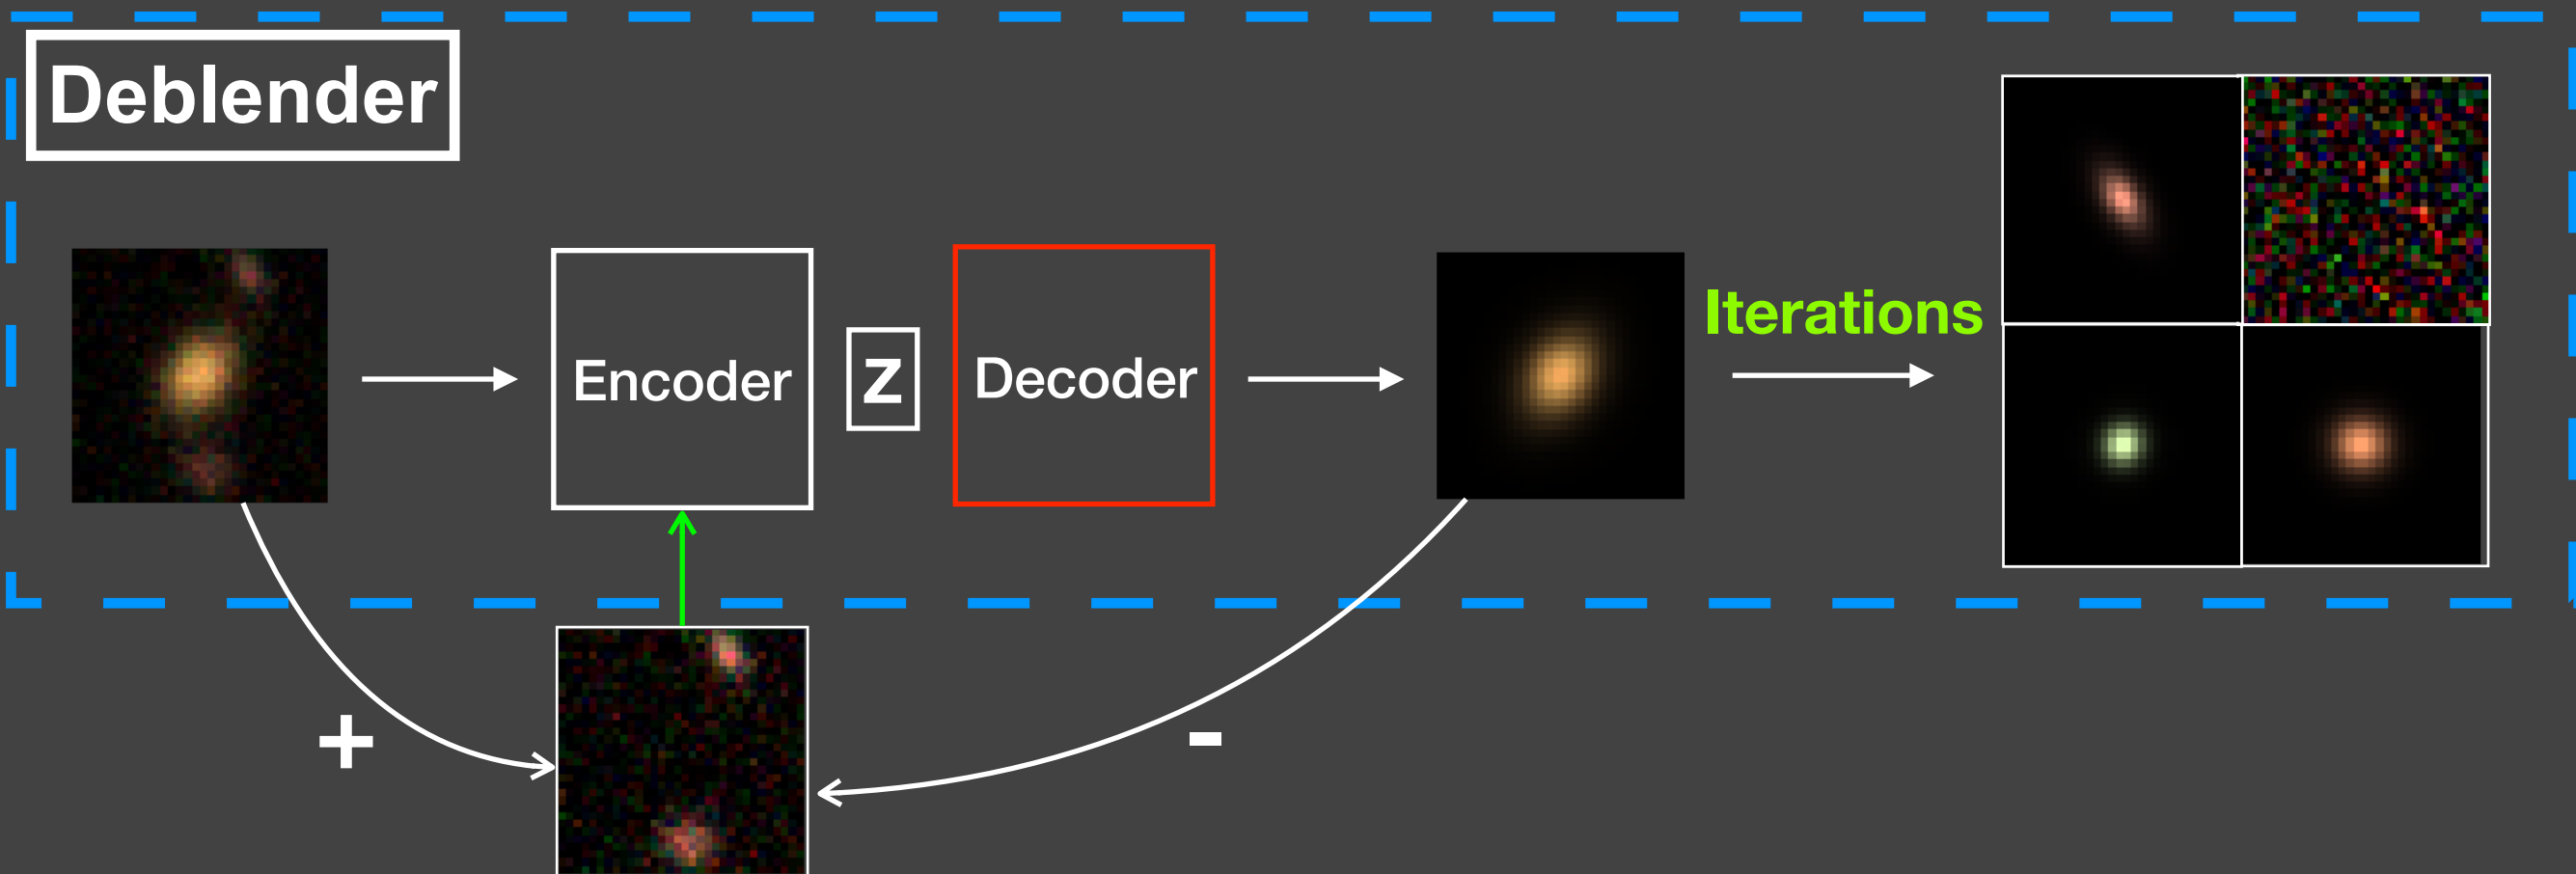 Deblender
Encoder
Z
Decoder
Iterations
+
-